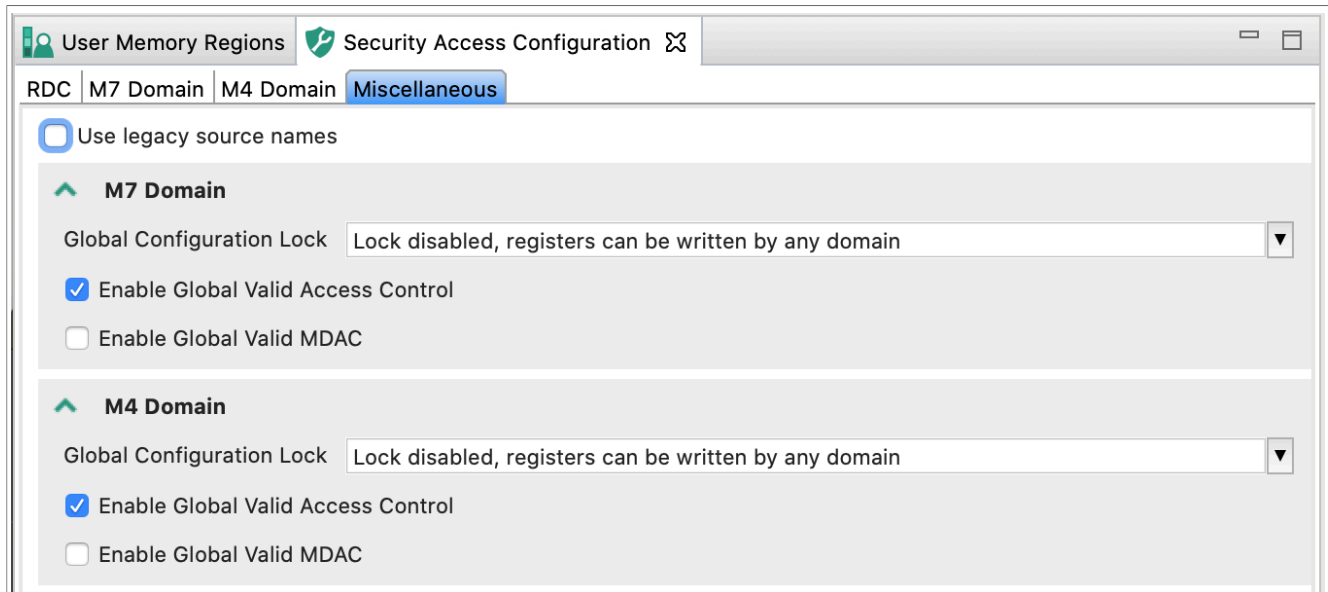 User Memory Regions Security Access Configuration
RDC M7 Domain M4 Domain Miscellaneous
Use legacy source names
M7 Domain
Global Configuration Lock Lock disabled, registers can be written by any domain
Enable Global Valid Access Control
Enable Global Valid MDAC
M4 Domain
Global Configuration Lock Lock disabled, registers can be written by any domain
Enable Global Valid Access Control
Enable Global Valid MDAC